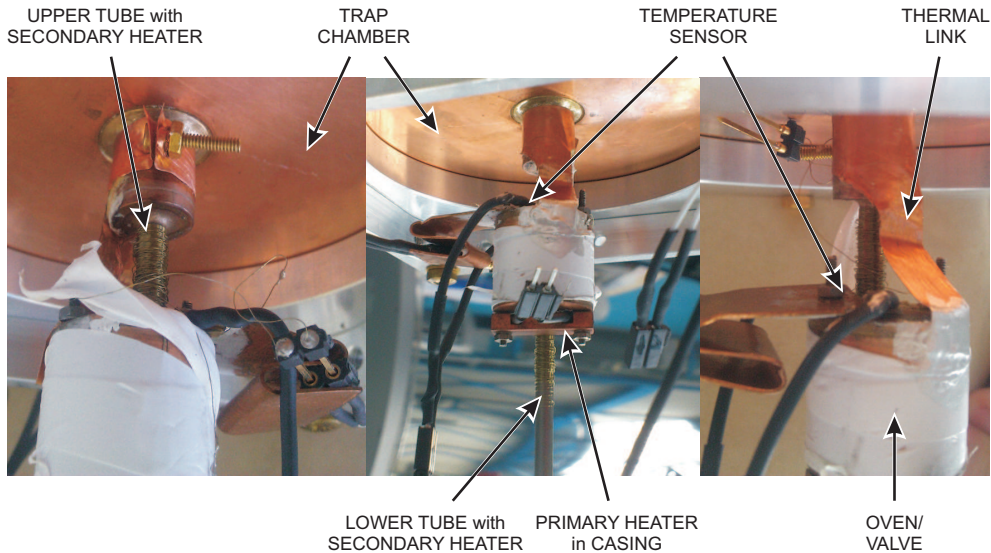 UPPER TUBE with
SECONDARY HEATER
TRAP
CHAMBER
TEMPERATURE
SENSOR
THERMAL
LINK
LOWER TUBE with
SECONDARY HEATER
PRIMARY HEATER
in CASING
OVEN/
VALVE